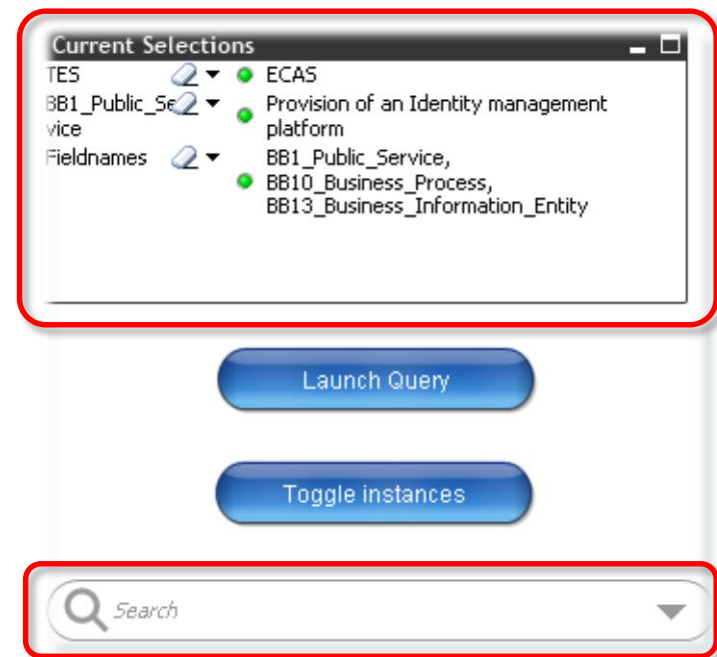 Current Selections
TES ECAS
BB1_Public_Se Provision of an Identity management
vice platform
Fieldnames BB1_Public_Service,
BB10_Business_Process,
BB13_Business_Information_Entity
Launch Query
Toggle instances
Search